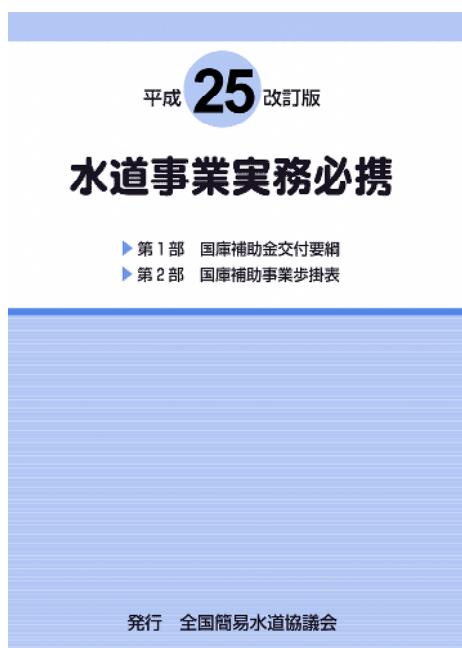 平成25改訂版
水道事業実務必携
▶第1部 国庫補助金交付要綱
▶第2部 国庫補助事業歩掛表
発行 全国簡易水道協議会